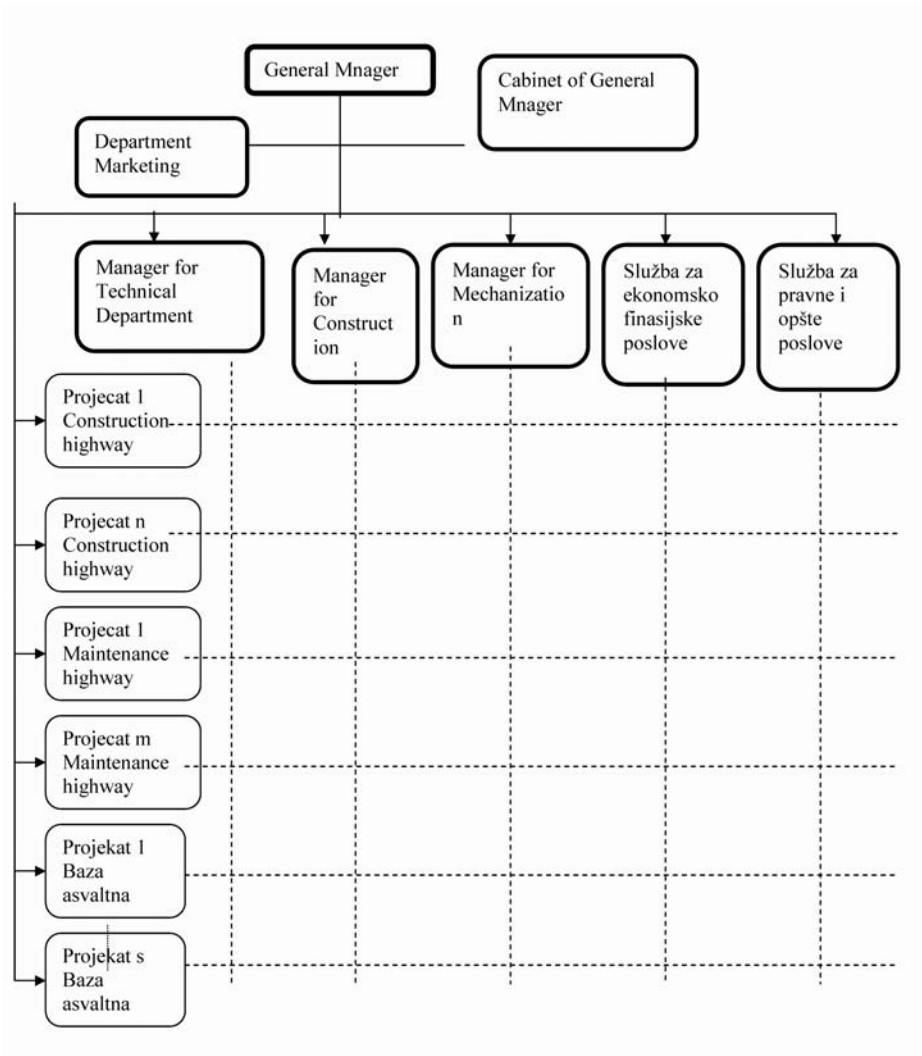 General Mnager
Cabinet of General
Mnager
Department
Marketing
Manager for
Technical
Department
Manager
for
Construct
ion
Manager for
Mechanizatio
n
Služba za
ekonomsko
finasijske
poslove
Služba za
pravne i
opšte
poslove
Projecat 1
Construction
highway
Projecat n
Construction
highway
Projecat 1
Maintenance
highway
Projecat m
Maintenance
highway
Projekat 1
Baza
asvaltna
Projekat s
Baza
asvaltna